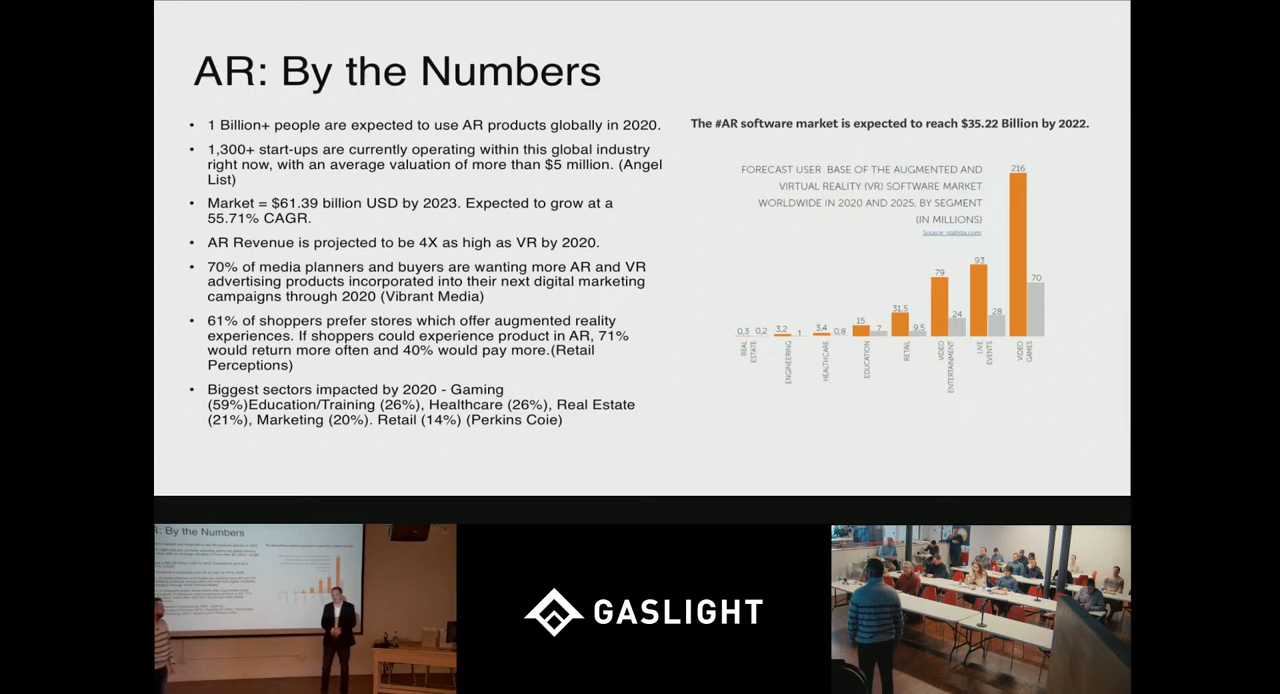 AR: By the Numbers
• 1 Billion+ people are expected to use AR products globally in 2020.
• 1,300+ start-ups are currently operating within this global industry
right now, with an average valuation of more than $5 million. (Angel
List)
• Market = $61.39 billion USD by 2023. Expected to grow at a
55.71% CAGR.
• AR Revenue is projected to be 4X as high as VR by 2020.
• 70% of media planners and buyers are wanting more AR and VR
advertising products incorporated into their next digital marketing
campaigns through 2020 (Vibrant Media)
• 61% of shoppers prefer stores which offer augmented reality
experiences. If shoppers could experience product in AR, 71%
would return more often and 40% would pay more.(Retail
Perceptions)
• Biggest sectors impacted by 2020 - Gaming
(59%)Education/Training (26%), Healthcare (26%), Real Estate
(21%), Marketing (20%). Retail (14%) (Perkins Coie)
The #AR software market is expected to reach $35.22 Billion by 2022.
FORECAST USER BASE OF THE AUGMENTED AND
VIRTUAL REALITY (VR) SOFTWARE MARKET
WORLDWIDE IN 2020 AND 2025, BY SEGMENT
(IN MILLIONS)
Source: statista.com
0,3 0,2 3,2 1 3,4 0,8 15 7 31,5 9,5 79 24 93 28 216 70
REAL
ESTATE
ENGINEERING
HEALTHCARE
EDUCATION
RETAIL
VIDEO
ENTERTAINMENT
LIVE
EVENTS
VIDEO
GAMES
R: By the Numbers
GASLIGHT